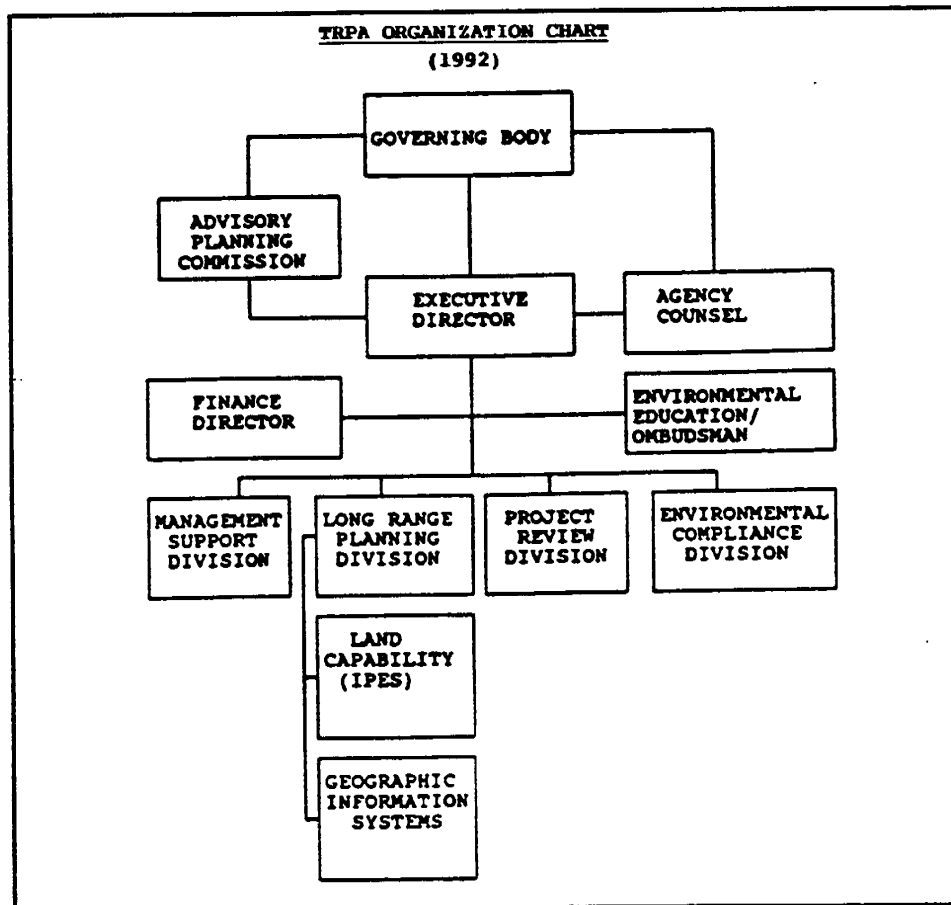 TRPA ORGANIZATION CHART
(1992)
GOVERNING BODY
ADVISORY
PLANNING
COMMISSION
EXECUTIVE
DIRECTOR
AGENCY
COUNSEL
FINANCE
DIRECTOR
ENVIRONMENTAL
EDUCATION/
OMBUDSMAN
MANAGEMENT
SUPPORT
DIVISION
LONG RANGE
PLANNING
DIVISION
PROJECT
REVIEW
DIVISION
ENVIRONMENTAL
COMPLIANCE
DIVISION
LAND
CAPABILITY
(IPES)
GEOGRAPHIC
INFORMATION
SYSTEMS